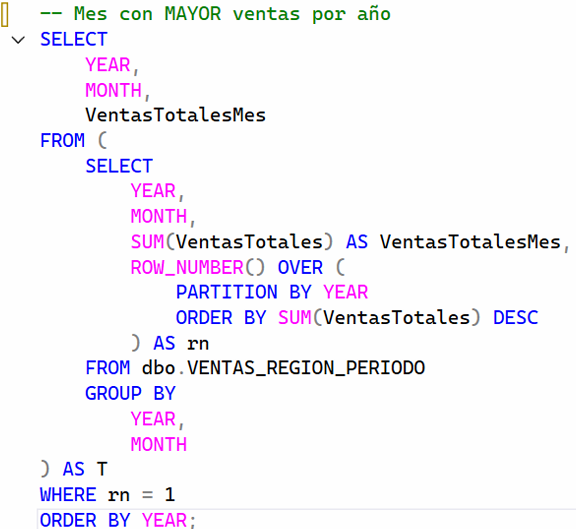 -- Mes con MAYOR ventas por año
SELECT
    YEAR,
    MONTH,
    VentasTotalesMes
FROM (
    SELECT
        YEAR,
        MONTH,
        SUM(VentasTotales) AS VentasTotalesMes,
        ROW_NUMBER() OVER (
            PARTITION BY YEAR
            ORDER BY SUM(VentasTotales) DESC
        ) AS rn
    FROM dbo.VENTAS_REGION_PERIODO
    GROUP BY
        YEAR,
        MONTH
) AS T
WHERE rn = 1
ORDER BY YEAR;